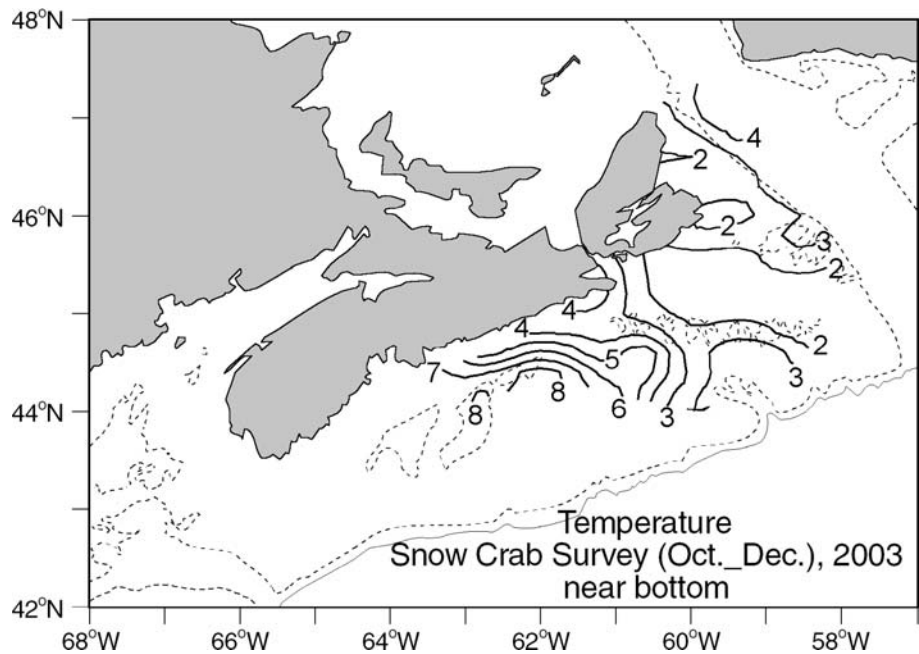 48°N
4
2
46°N
2
3
2
4
4
2
7
5
3
44°N
8
8
6
3
Temperature
Snow Crab Survey (Oct._Dec.), 2003
near bottom
42°N
68°W 66°W 64°W 62°W 60°W 58°W